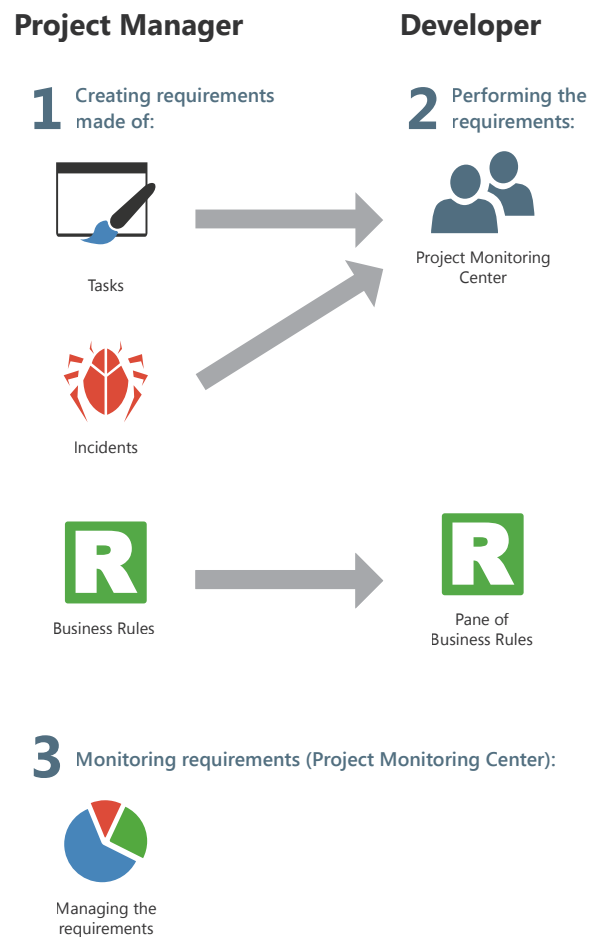 Project Manager
Developer
1 Creating requirements
made of:
2 Performing the
requirements:
Tasks
Project Monitoring
Center
Incidents
R
R
Business Rules
Pane of
Business Rules
3 Monitoring requirements (Project Monitoring Center):
Managing the
requirements